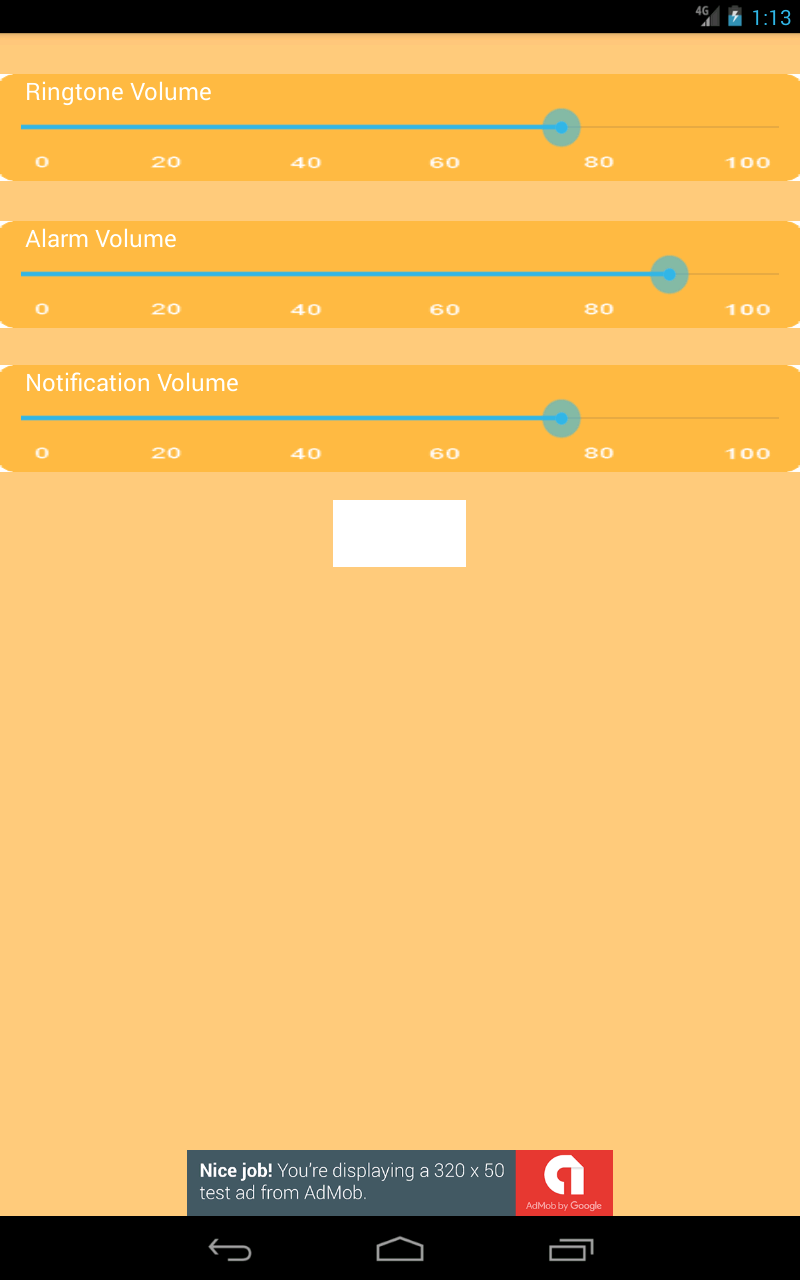 4G 1:13
Ringtone Volume
0 20 40 60 80 100
Alarm Volume
0 20 40 60 80 100
Notification Volume
0 20 40 60 80 100
Nice job! You're displaying a 320 x 50
test ad from AdMob.
AdMob by Google